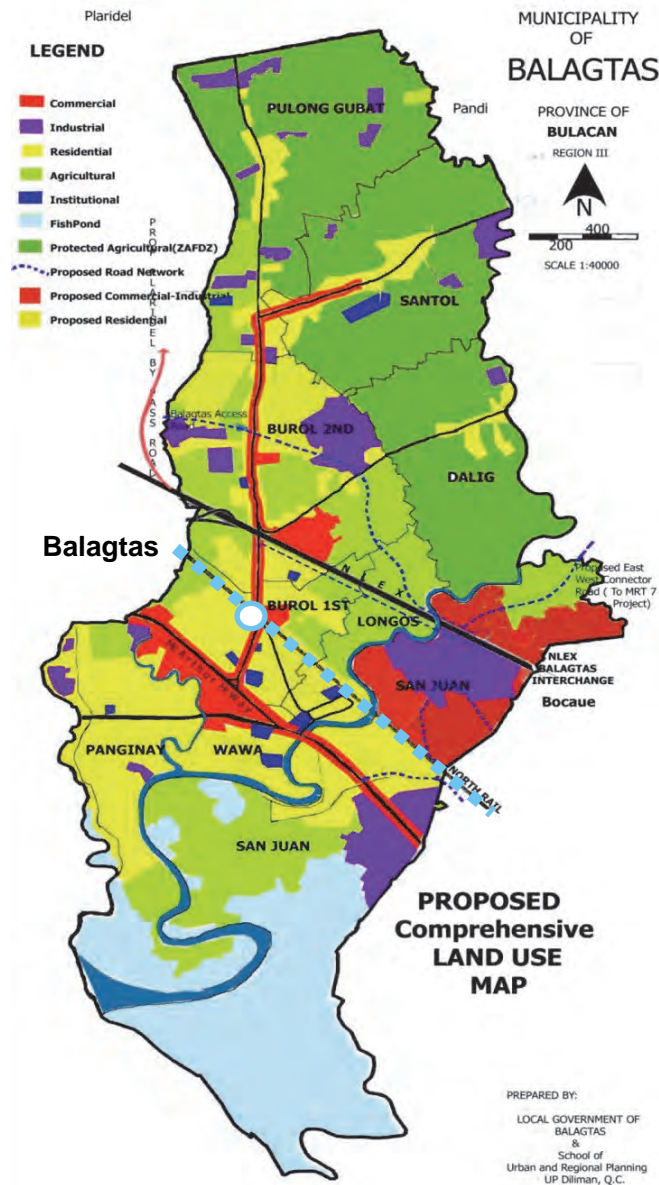 Plaridel
LEGEND
Commercial
Industrial
Residential
Agricultural
Institutional
FishPond
Protected Agricultural(ZAFDZ)
Proposed Road Network
Proposed Commercial-Industrial
Proposed Residential
MUNICIPALITY
OF
BALAGTAS
PROVINCE OF
BULACAN
REGION III
N
400
200
SCALE 1:40000
Pandi
PULONG GUBAT
SANTOL
BUROL 2ND
DALIG
Balagtas Access
Balagtas
NLEX
BUROL 1ST
LONGOS
Proposed East
West Connector
Road ( To MRT 7
Project)
NLEX
BALAGTAS
INTERCHANGE
Bocaue
SAN JUAN
PANGINAY
WAWA
NORTH RAIL
SAN JUAN
PROPOSED
Comprehensive
LAND USE
MAP
PREPARED BY:
LOCAL GOVERNMENT OF
BALAGTAS
&
School of
Urban and Regional Planning
UP Diliman, Q.C.